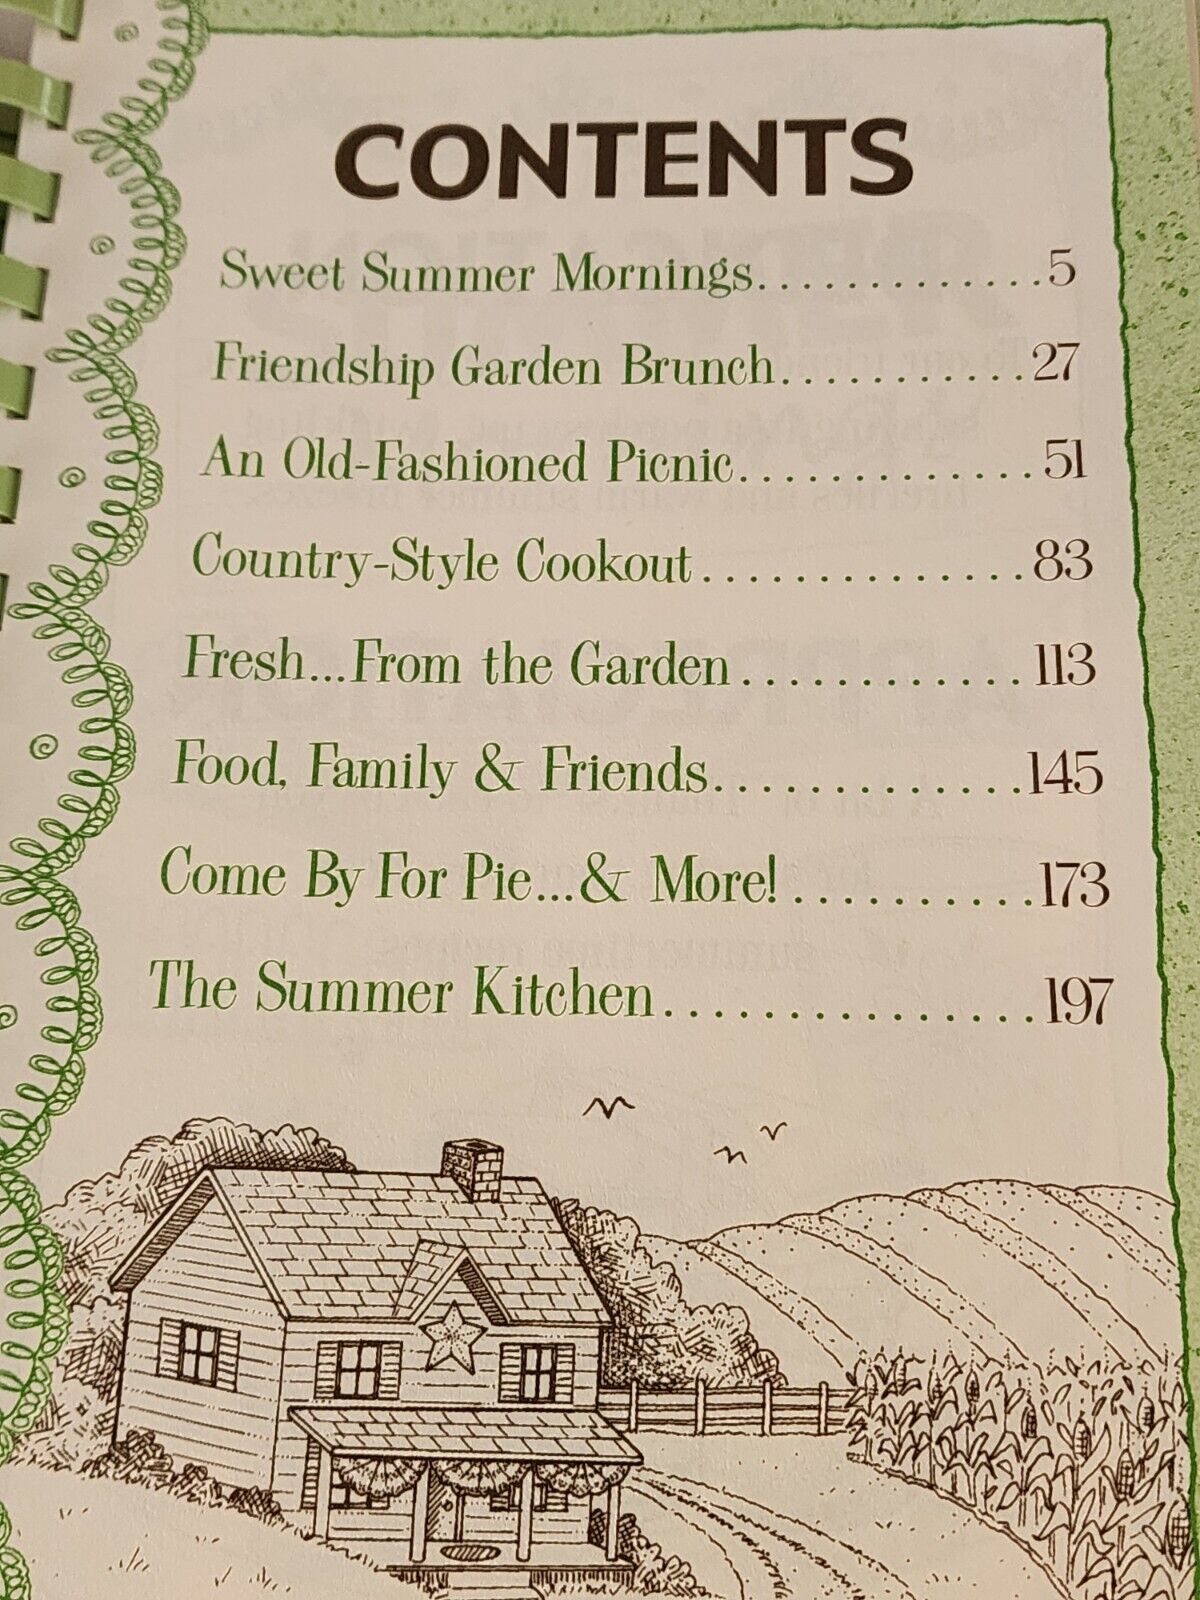 CONTENTS
Sweet Summer Mornings.............5
Friendship Garden Brunch...........27
An Old-Fashioned Picnic.............51
Country-Style Cookout..............83
Fresh...From the Garden............113
Food, Family & Friends.............145
Come By For Pie...& More!..........173
The Summer Kitchen................197